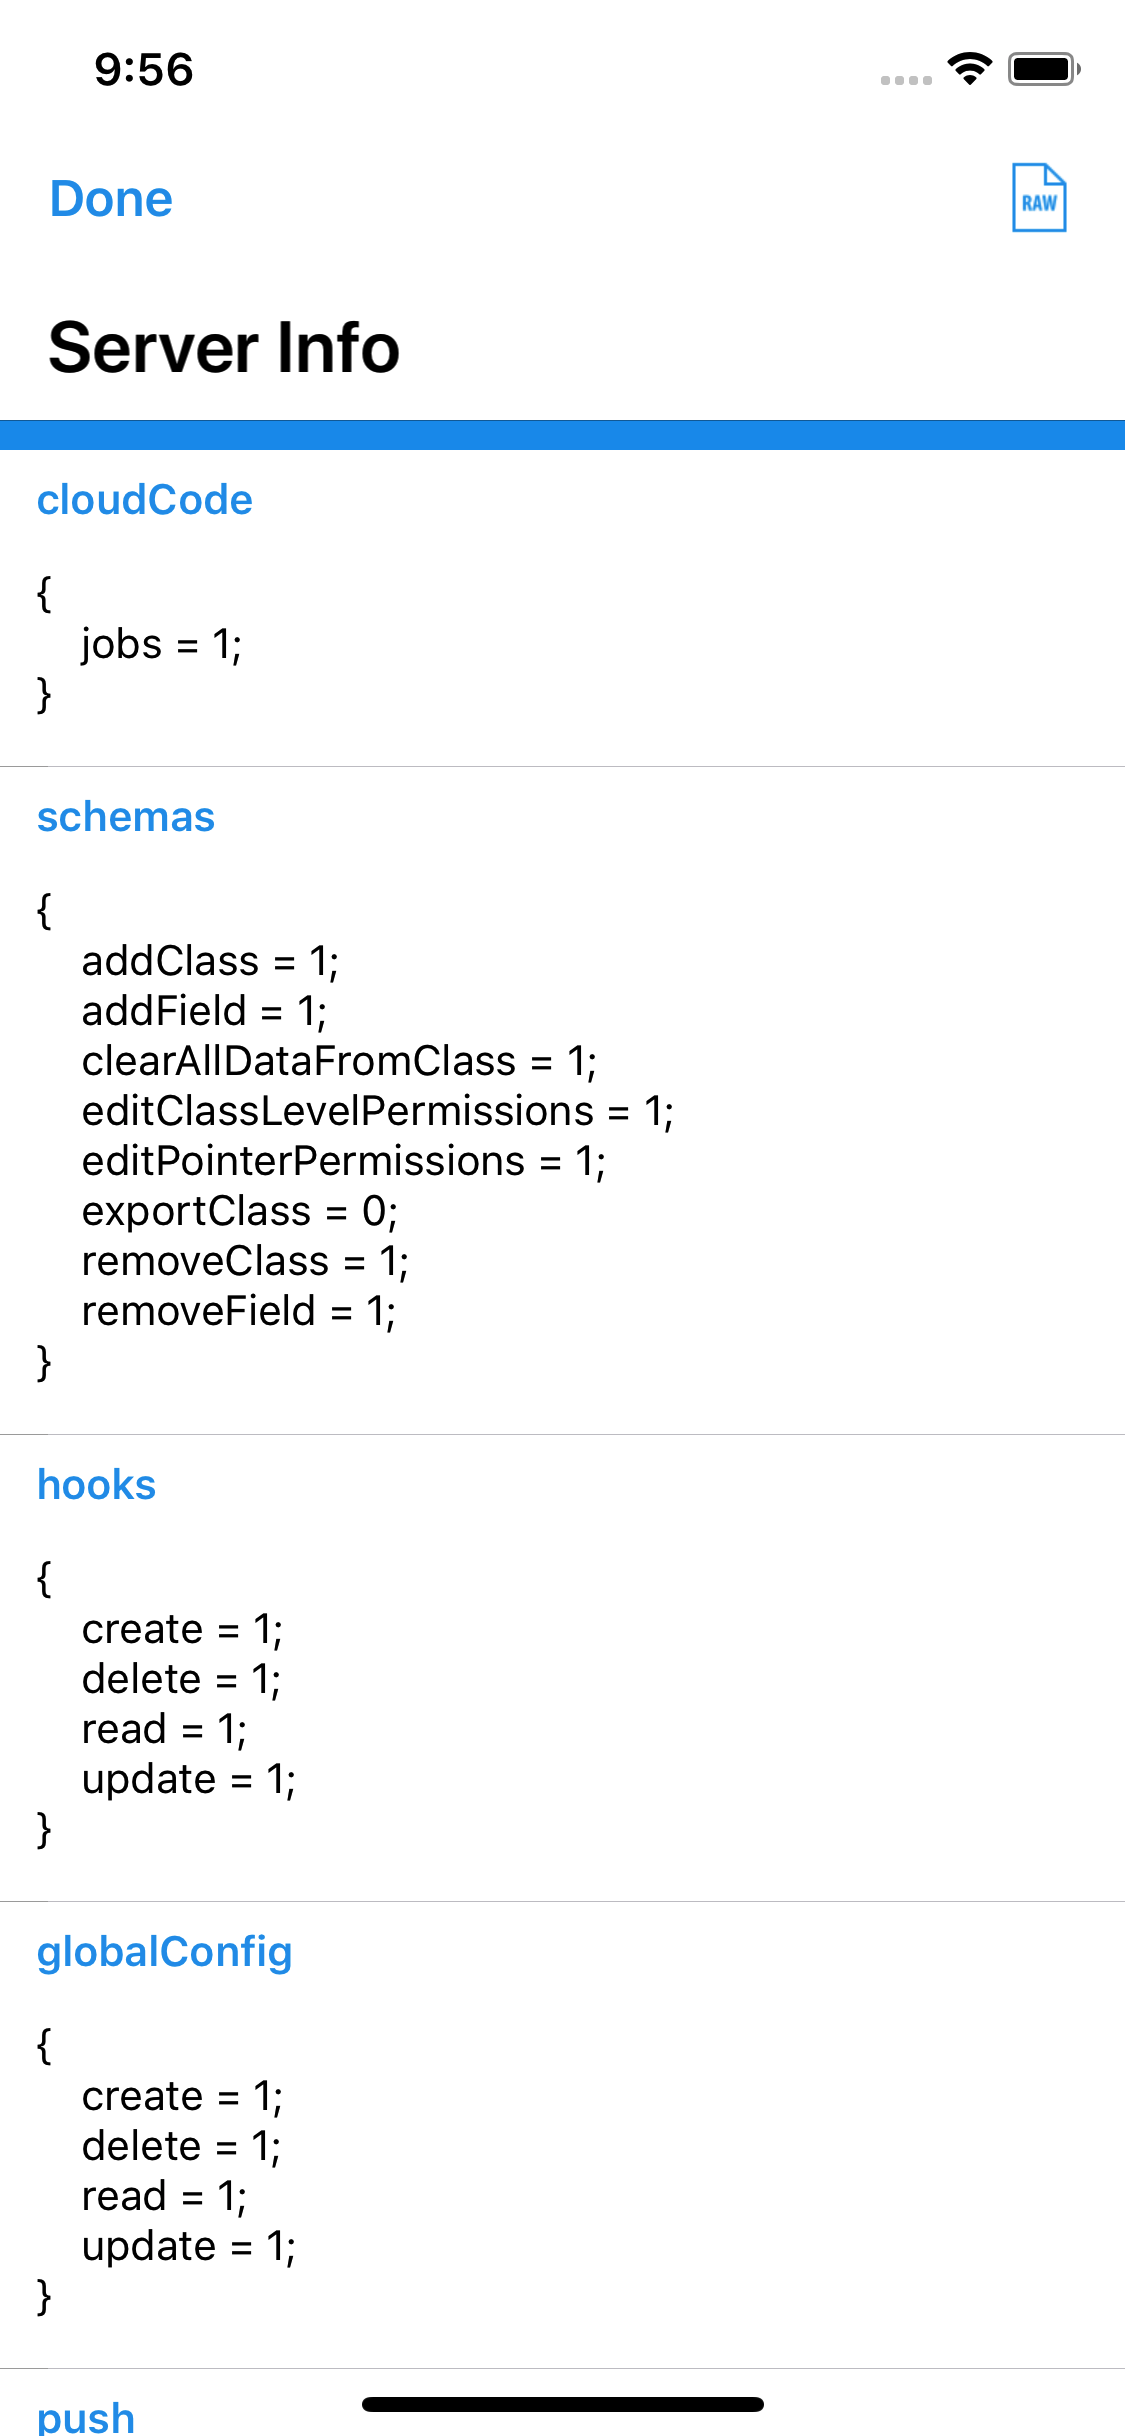 9:56
Done
RAW
Server Info
cloudCode
{
jobs = 1;
}
schemas
{
addClass = 1;
addField = 1;
clearAllDataFromClass = 1;
editClassLevelPermissions = 1;
editPointerPermissions = 1;
exportClass = 0;
removeClass = 1;
removeField = 1;
}
hooks
{
create = 1;
delete = 1;
read = 1;
update = 1;
}
globalConfig
{
create = 1;
delete = 1;
read = 1;
update = 1;
}
push